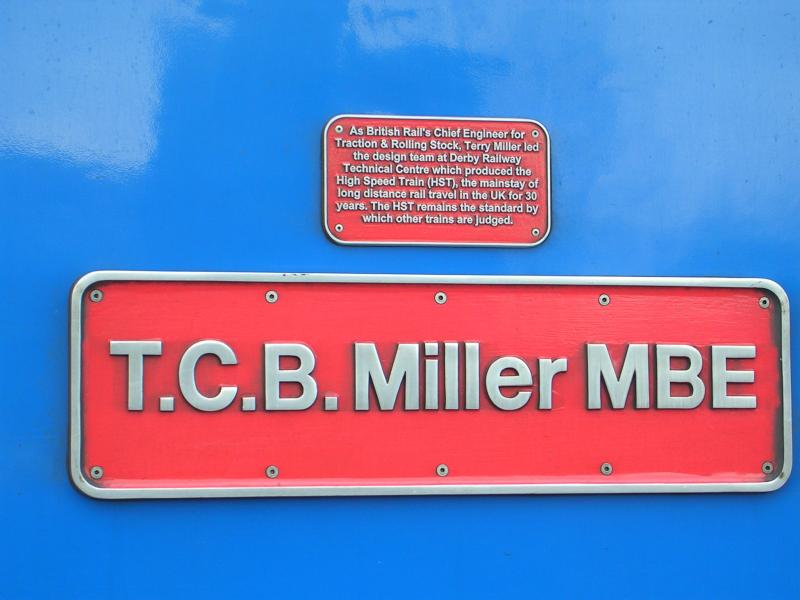 As British Rail's Chief Engineer for
Traction & Rolling Stock, Terry Miller led
the design team at Derby Railway
Technical Centre which produced the
High Speed Train (HST), the mainstay of
long distance rail travel in the UK for 30
years. The HST remains the standard by
which other trains are judged.
T.C.B. Miller MBE